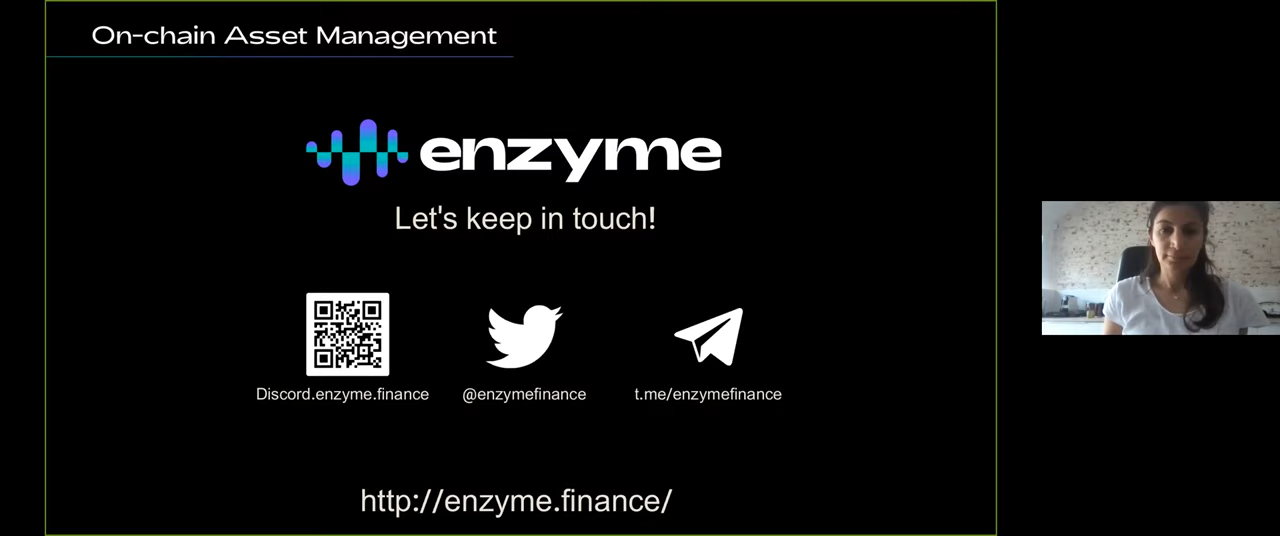 On-chain Asset Management
enzyme
Let's keep in touch!
Discord.enzyme.finance
@enzymefinance
t.me/enzymefinance
http://enzyme.finance/